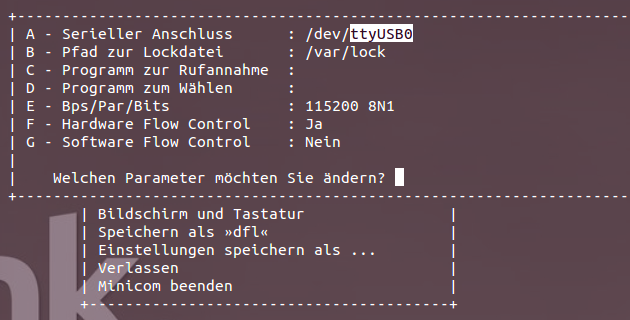 A - Serieller Anschluss : /dev/ttyUSB0
B - Pfad zur Lockdatei : /var/lock
C - Programm zur Rufannahme :
D - Programm zum Wählen :
E - Bps/Par/Bits : 115200 8N1
F - Hardware Flow Control : Ja
G - Software Flow Control : Nein
Welchen Parameter möchten Sie ändern?
Bildschirm und Tastatur
Speichern als »dfl«
Einstellungen speichern als ...
Verlassen
Minicom beenden